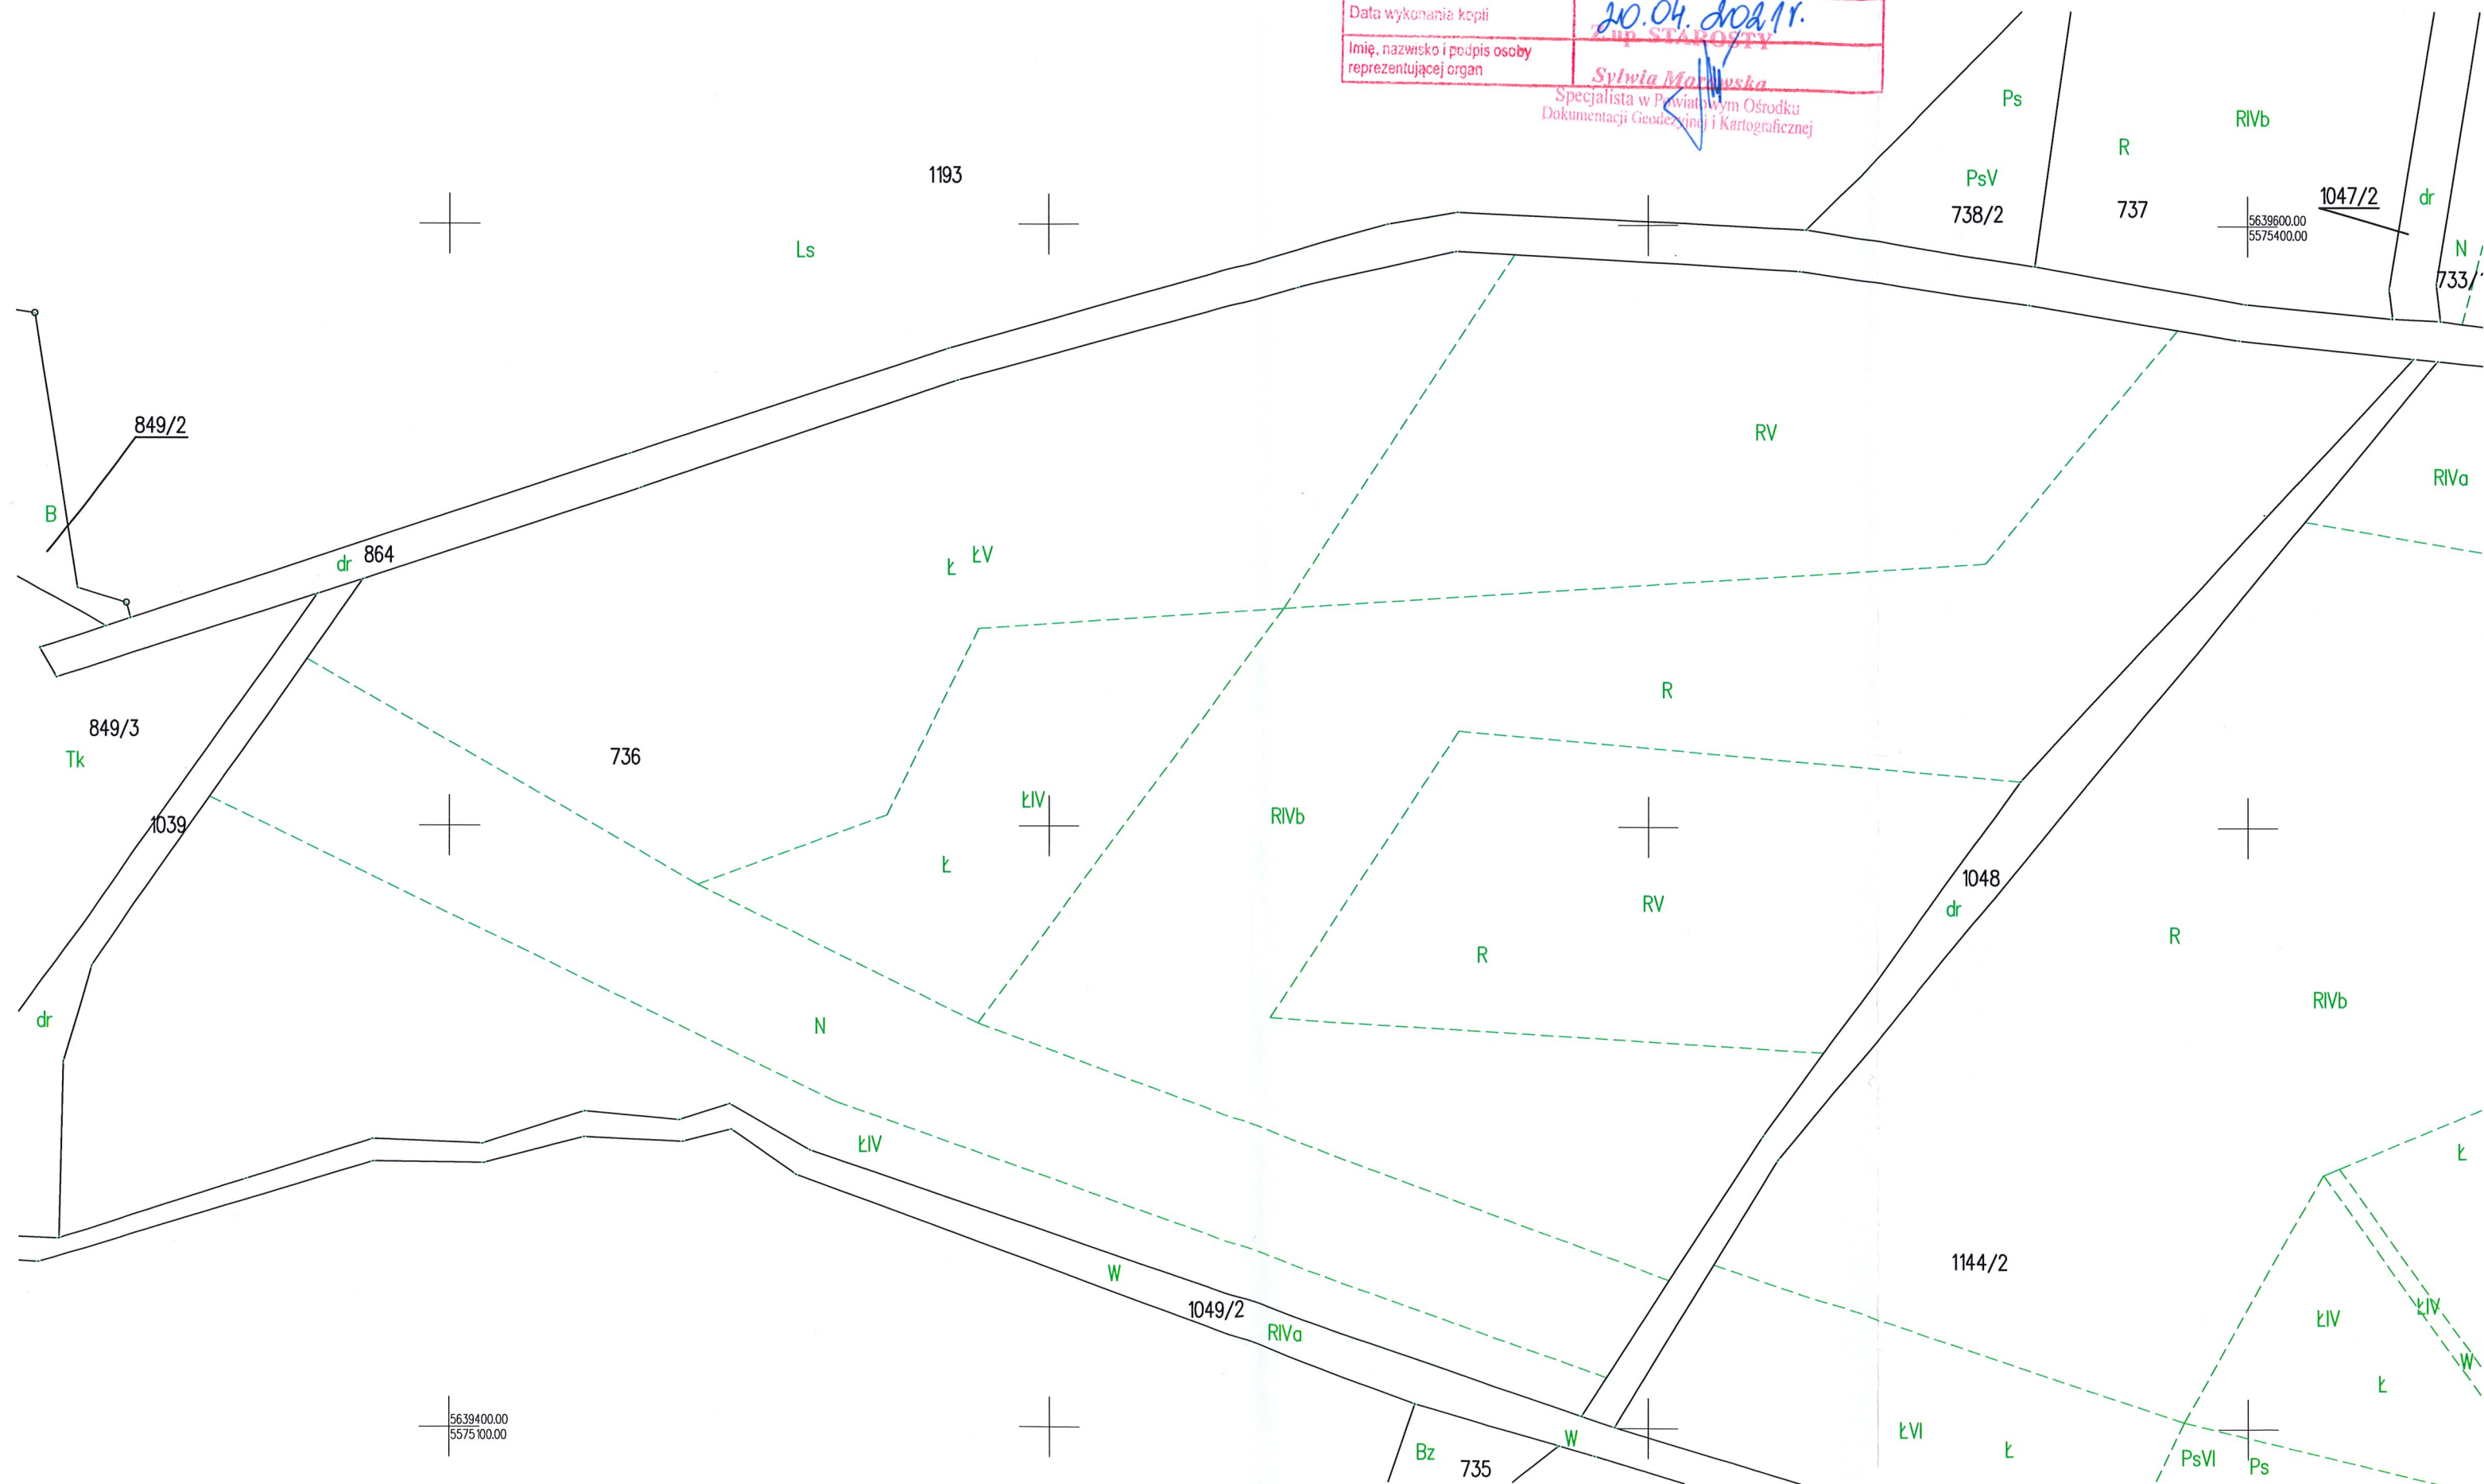 Data wykonania kopii
20.04.2021r.
Z up. STAROSTY
Imię, nazwisko i podpis osoby
reprezentującej organ
Sylwia
Specjalista w Powiatowym Ośrodku
Dokumentacji Geodezyjnej i Kartograficznej
Ps
RIVb
R
1193
PsV
1047/2
dr
738/2
737
5639600.00
5575400.00
Ls
N
733/
849/2
RV
RIVa
B
dr 864
Ł ŁV
R
849/3
Tk
736
ŁIV
RIVb
1039
Ł
1048
RV
dr
R
R
RIVb
dr
N
ŁIV
Ł
1144/2
W
1049/2
RIVa
ŁIV
ŁIV
W
Ł
5639400.00
5575100.00
ŁVI
Ł
W
Bz
735
PsVI
Ps